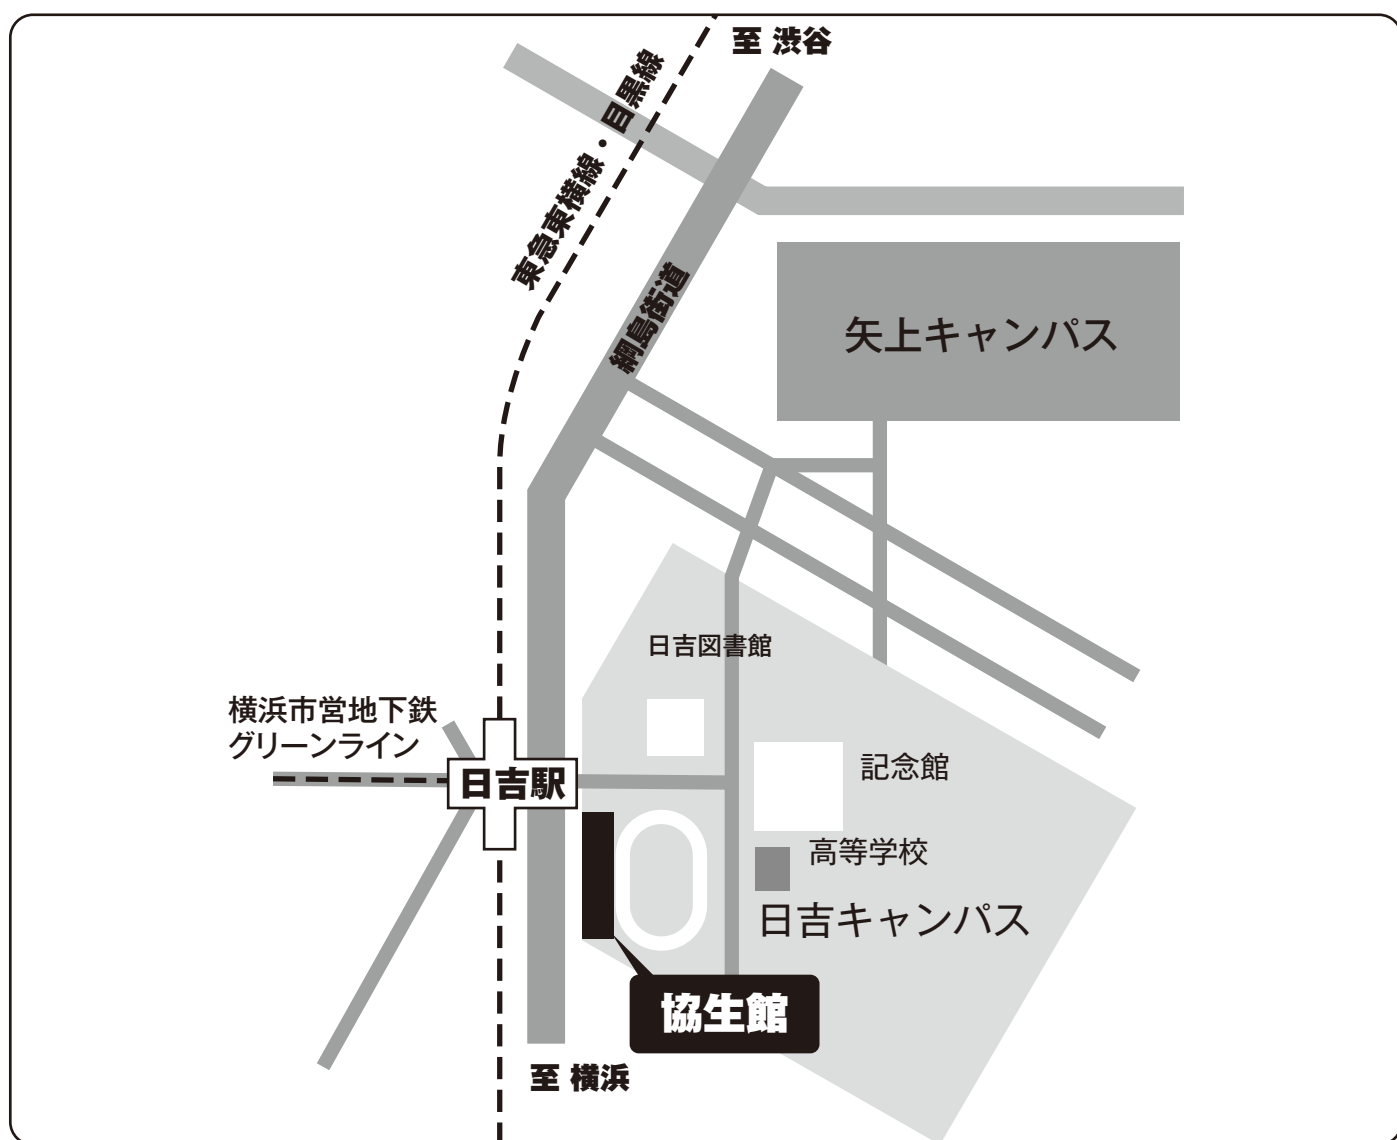 至 渋谷
東急東横線・目黒線
綱島街道
矢上キャンパス
日吉図書館
横浜市営地下鉄
グリーンライン
日吉駅
記念館
高等学校
日吉キャンパス
協生館
至 横浜